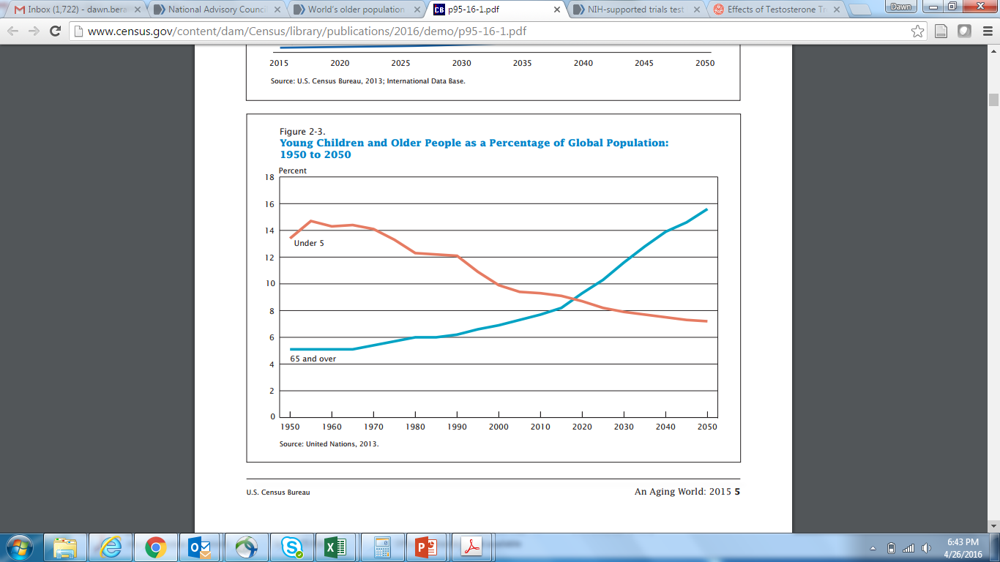 Inbox (1,722) - dawn.bera
National Advisory Counci
World's older population
CB
p95-16-1.pdf
NIH-supported trials test
Effects of Testosterone Tr
Dawn
www.census.gov/content/dam/Census/library/publications/2016/demo/p95-16-1.pdf
2015 2020 2025 2030 2035 2040 2045 2050
Source: U.S. Census Bureau, 2013; International Data Base.
Figure 2-3.
Young Children and Older People as a Percentage of Global Population:
1950 to 2050
Percent
18
16
14
Under 5
12
10
8
6
65 and over
4
2
0
1950 1960 1970 1980 1990 2000 2010 2020 2030 2040 2050
Source: United Nations, 2013.
U.S. Census Bureau
An Aging World: 2015 5
6:43 PM
4/26/2016